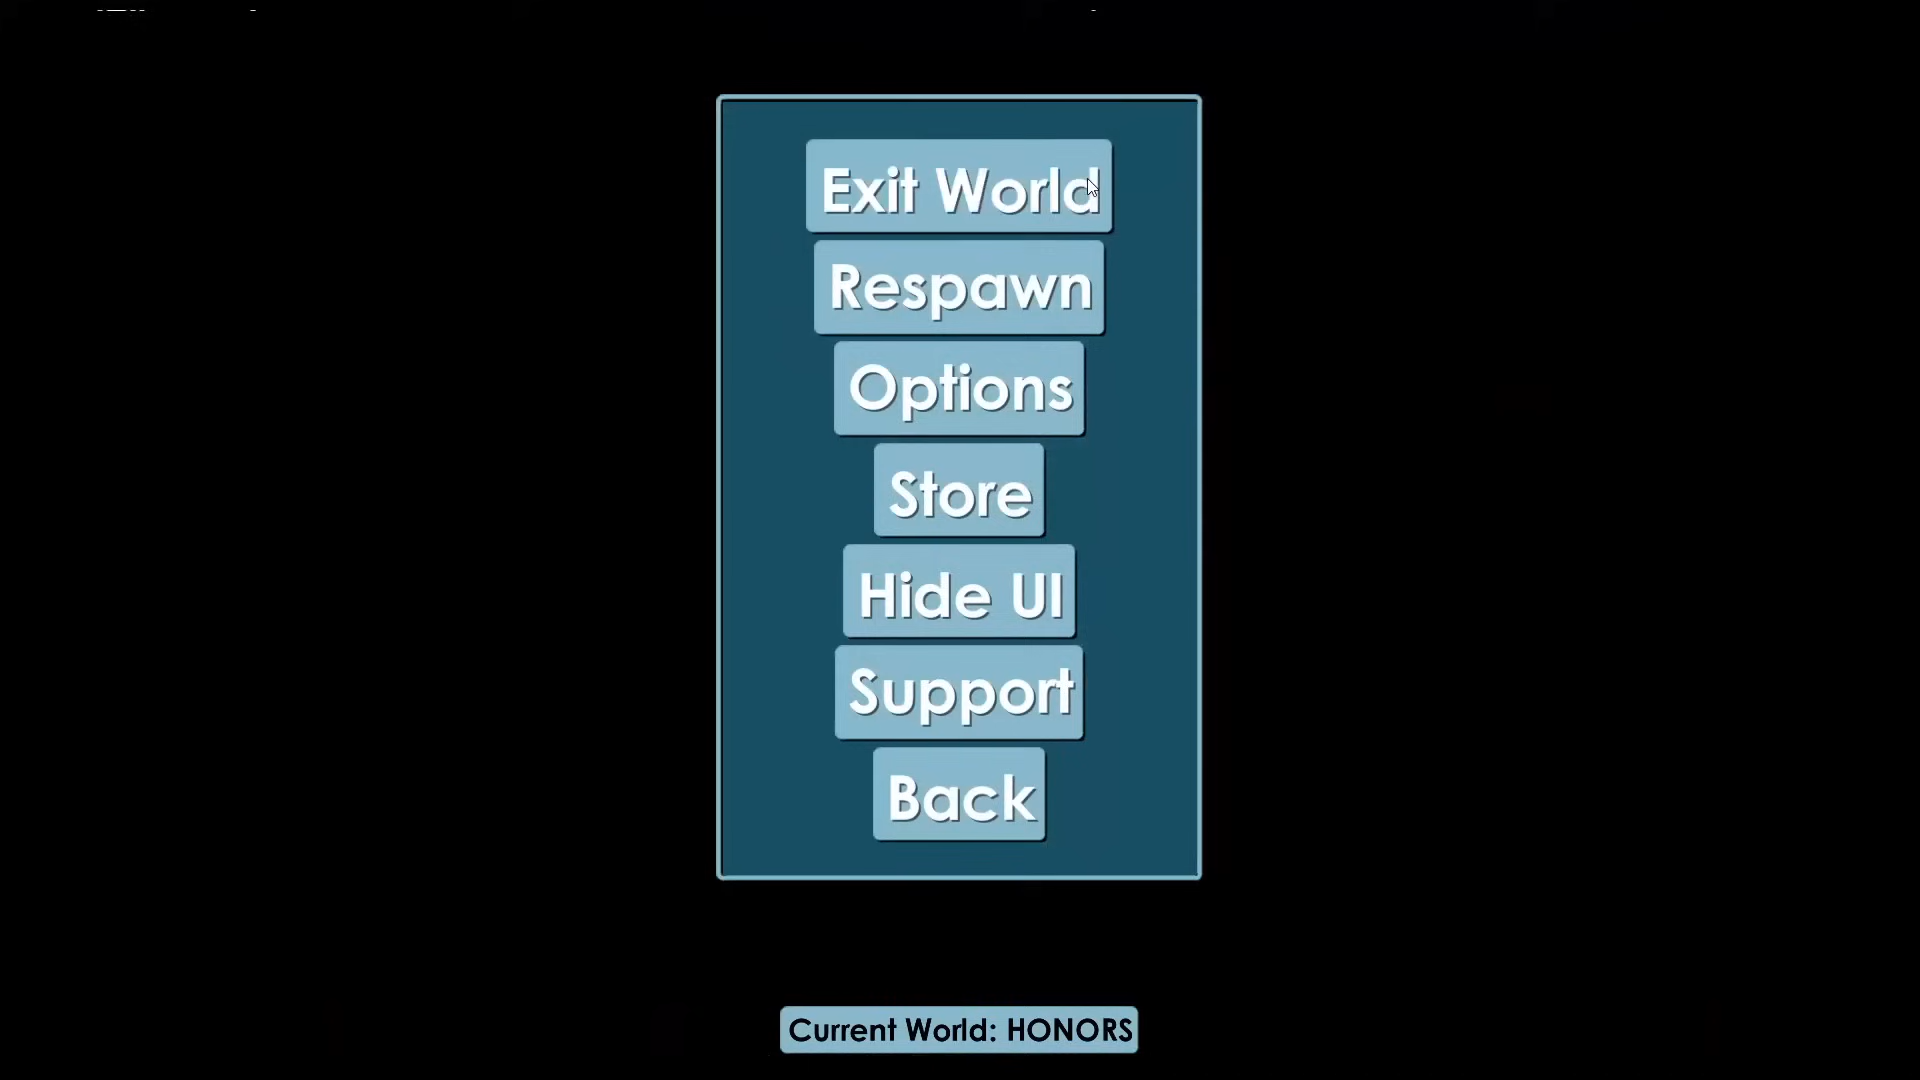 Exit World
Respawn
Options
Store
Hide UI
Support
Back
Current World: HONORS